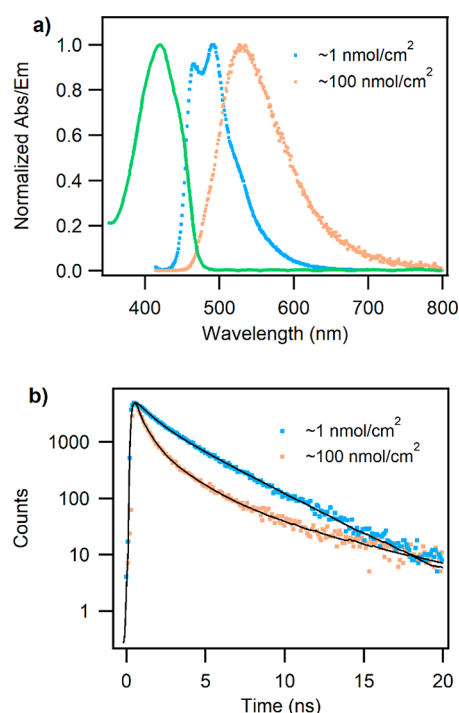 a)
Normalized Abs/Em
1.0
0.8
0.6
0.4
0.2
0.0
~1 nmol/cm²
~100 nmol/cm²
400
500
600
700
800
Wavelength (nm)
b)
Counts
1000
100
10
1
~1 nmol/cm²
~100 nmol/cm²
0
5
10
15
20
Time (ns)